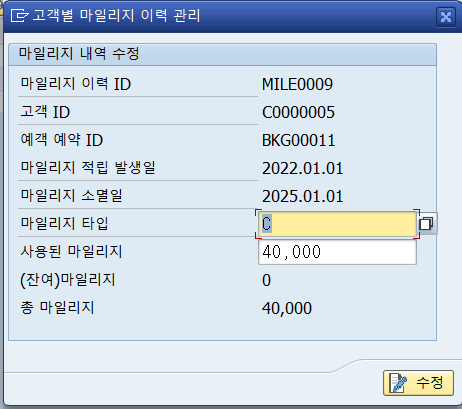 고객별 마일리지 이력 관리
마일리지 내역 수정
마일리지 이력 ID MILE0009
고객 ID C0000005
예객 예약 ID BKG00011
마일리지 적립 발생일 2022.01.01
마일리지 소멸일 2025.01.01
마일리지 타입 C
사용된 마일리지 40,000
(잔여)마일리지 0
총 마일리지 40,000
수정